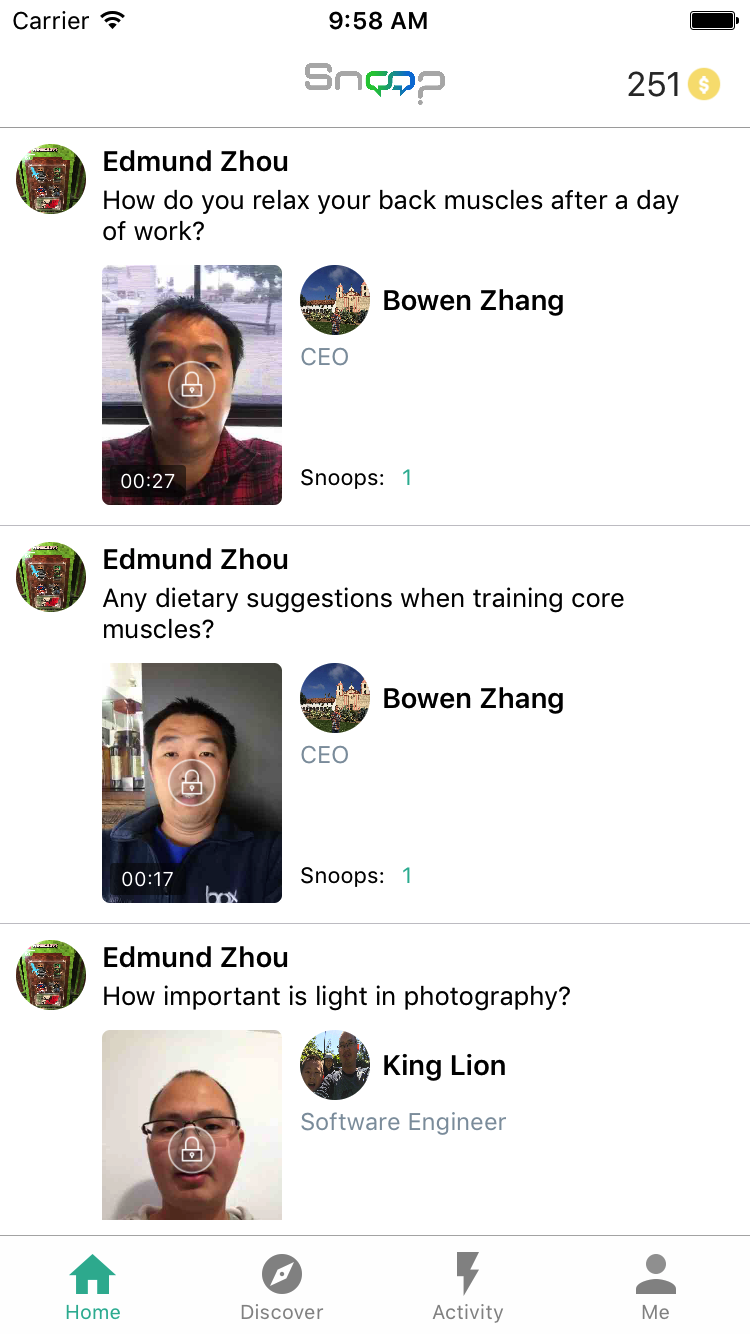 Carrier
9:58 AM
Snoop
251
Edmund Zhou
How do you relax your back muscles after a day
of work?
Bowen Zhang
CEO
00:27
Snoops: 1
Edmund Zhou
Any dietary suggestions when training core
muscles?
Bowen Zhang
CEO
00:17
box
Snoops: 1
Edmund Zhou
How important is light in photography?
King Lion
Software Engineer
Home
Discover
Activity
Me